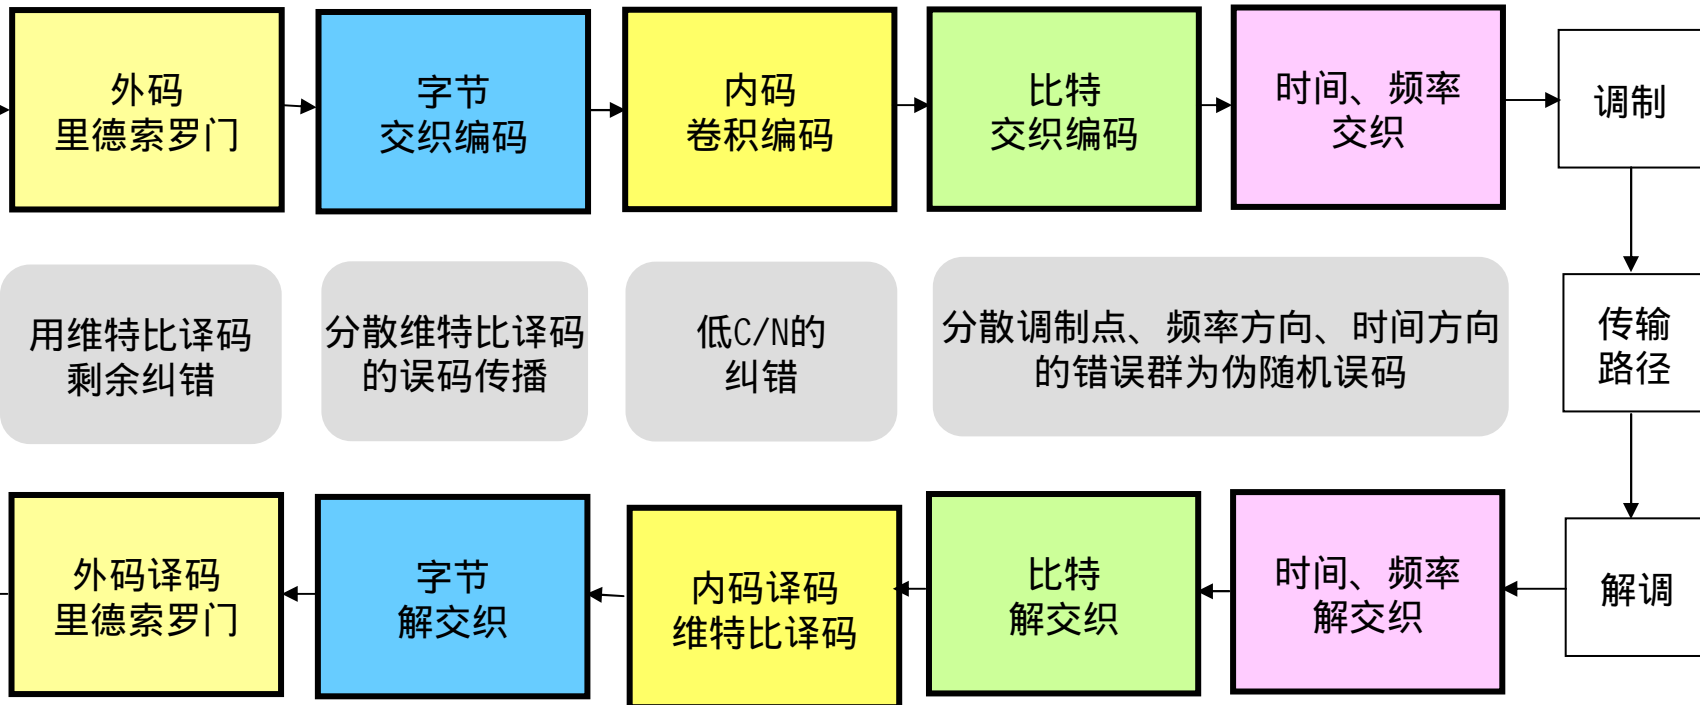 外码
里德索罗门
字节
交织编码
内码
卷积编码
比特
交织编码
时间、频率
交织
调制
用维特比译码
剩余纠错
分散维特比译码
的误码传播
低C/N的
纠错
分散调制点、频率方向、时间方向
的错误群为伪随机误码
传输
路径
外码译码
里德索罗门
字节
解交织
内码译码
维特比译码
比特
解交织
时间、频率
解交织
解调